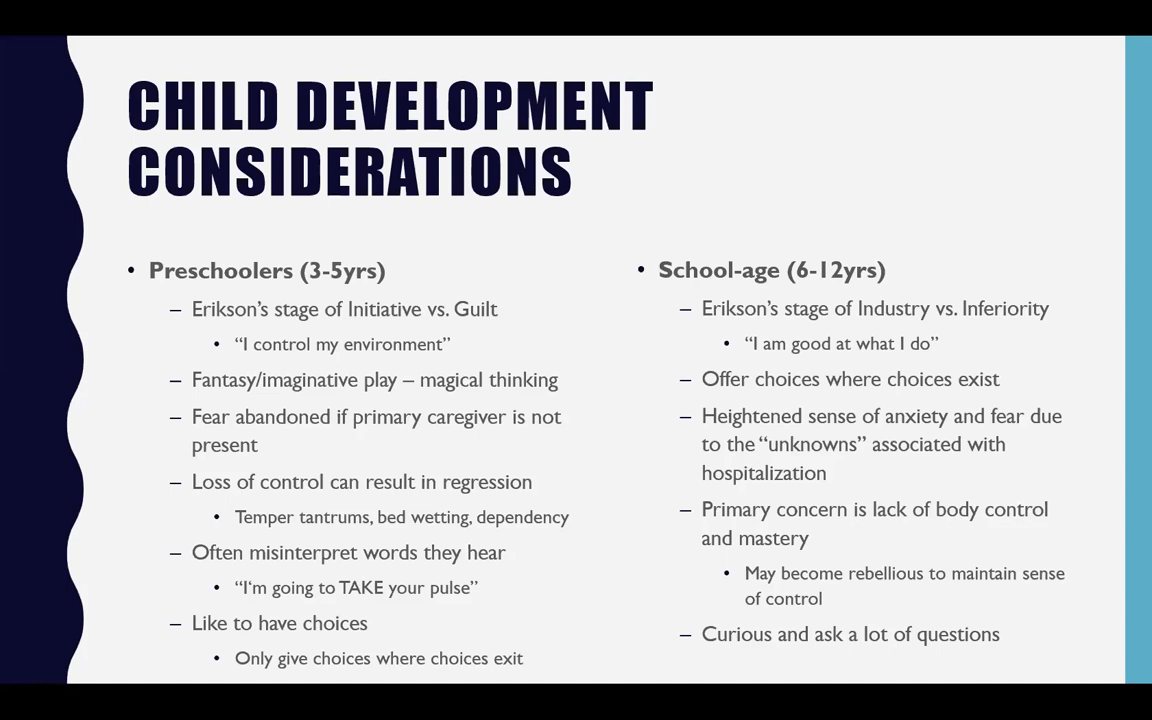 CHILD DEVELOPMENT
CONSIDERATIONS
• Preschoolers (3-5yrs)
– Erikson’s stage of Initiative vs. Guilt
• “I control my environment”
– Fantasy/imaginative play – magical thinking
– Fear abandoned if primary caregiver is not
present
– Loss of control can result in regression
• Temper tantrums, bed wetting, dependency
– Often misinterpret words they hear
• “I‘m going to TAKE your pulse”
– Like to have choices
• Only give choices where choices exit
• School-age (6-12yrs)
– Erikson’s stage of Industry vs. Inferiority
• “I am good at what I do”
– Offer choices where choices exist
– Heightened sense of anxiety and fear due
to the “unknowns” associated with
hospitalization
– Primary concern is lack of body control
and mastery
• May become rebellious to maintain sense
of control
– Curious and ask a lot of questions